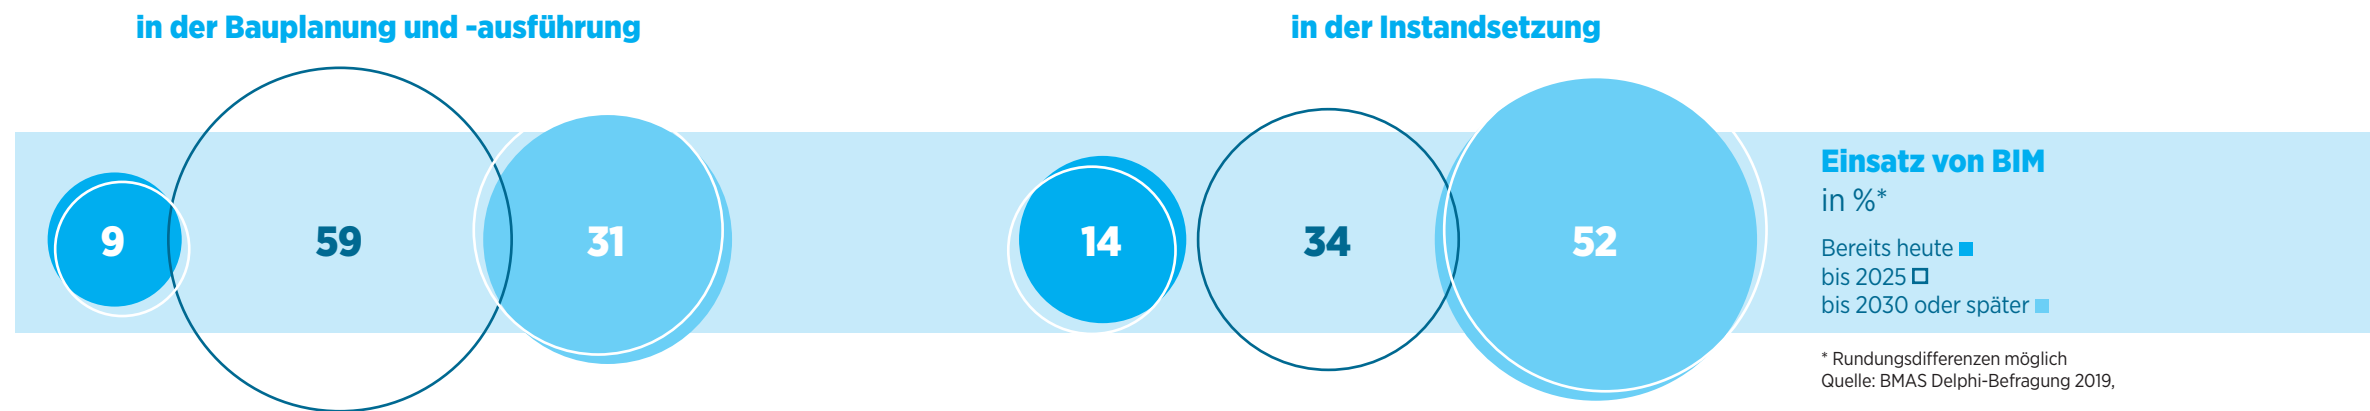 in der Bauplanung und -ausführung
9
59
31
in der Instandsetzung
14
34
52
Einsatz von BIM
in %*
Bereits heute
bis 2025
bis 2030 oder später
* Rundungsdifferenzen möglich
Quelle: BMAS Delphi-Befragung 2019,